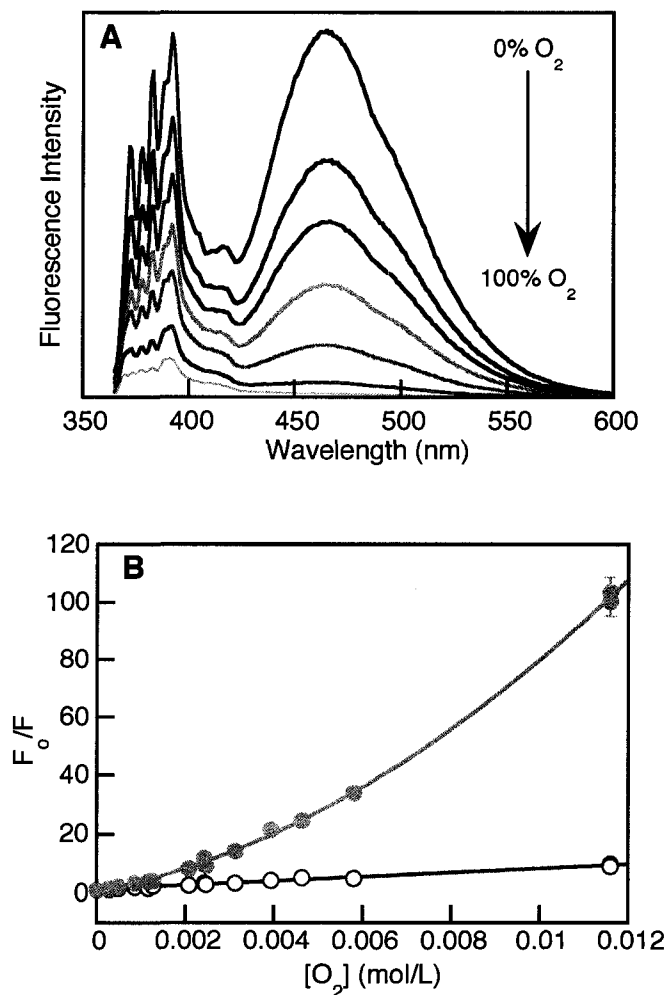 A
0% O2
100% O2
Fluorescence Intensity
350 400 450 500 550 600
Wavelength (nm)
B
120
100
80
60
40
20
0
Fo/F
0 0.002 0.004 0.006 0.008 0.01 0.012
[O2] (mol/L)